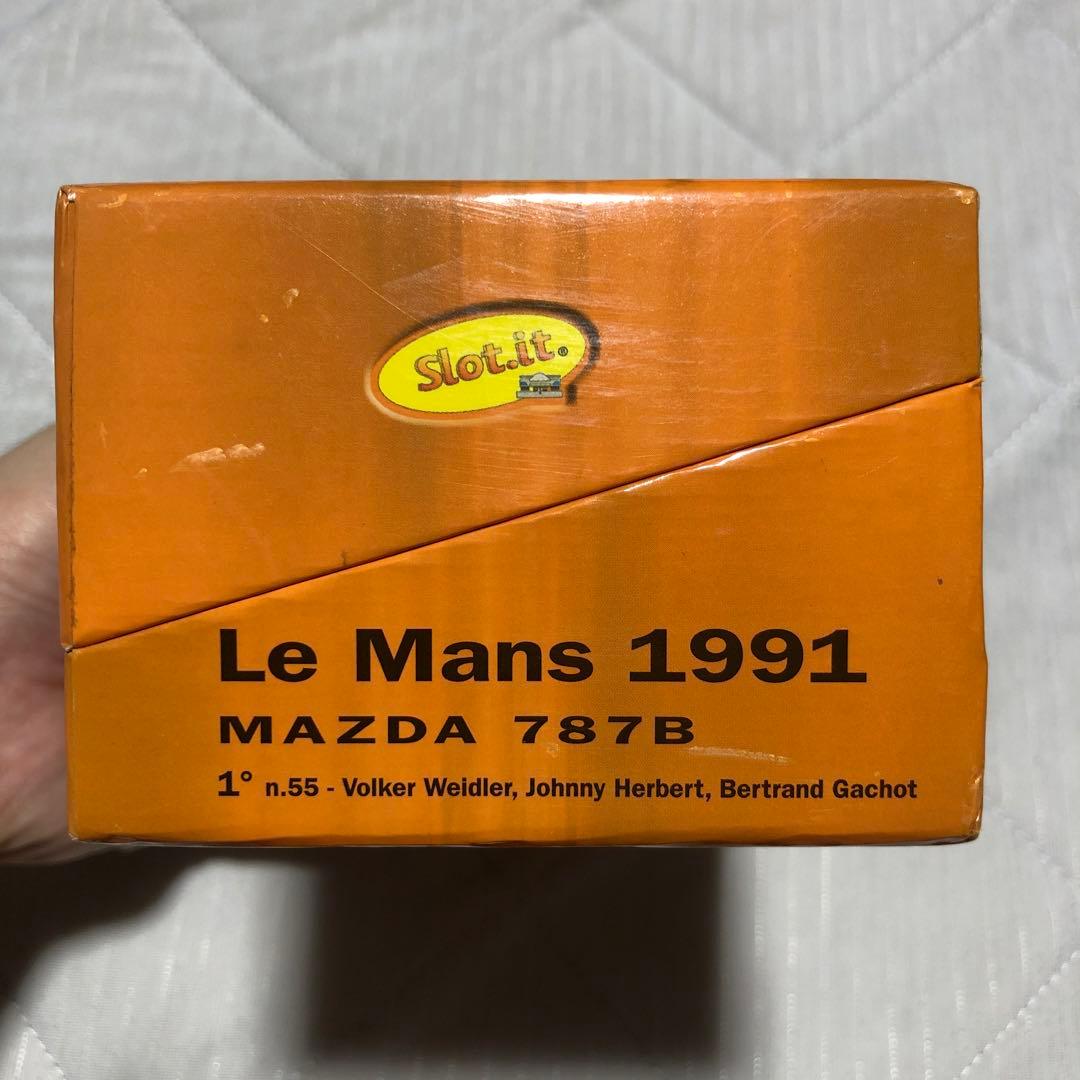 Slot.it®
Le Mans 1991
MAZDA 787B
1° n.55 - Volker Weidler, Johnny Herbert, Bertrand Gachot